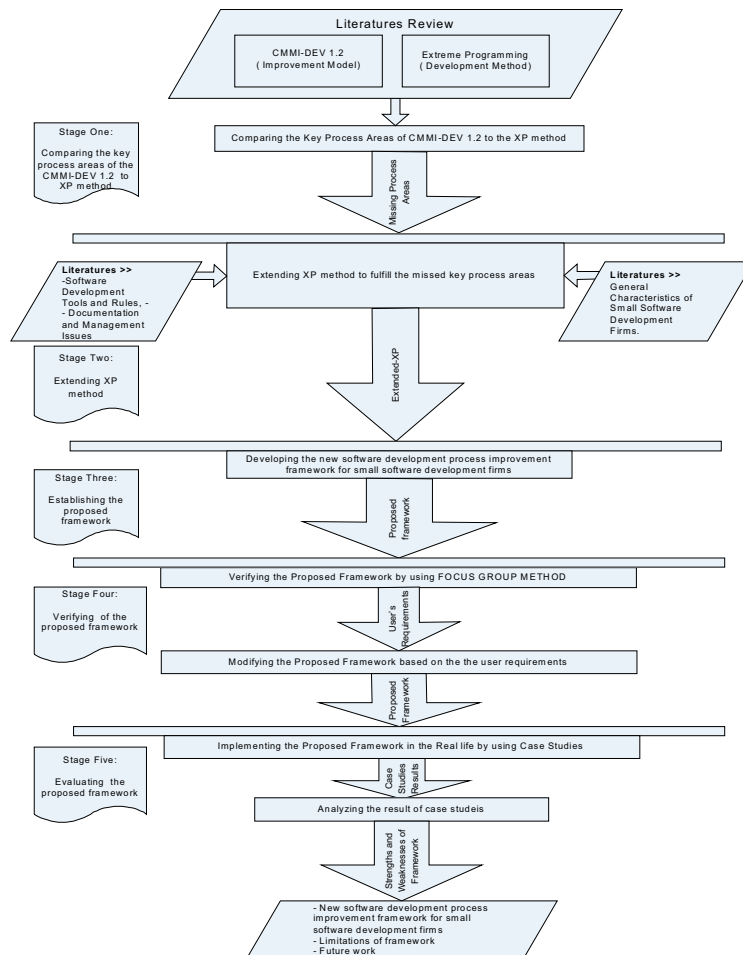 Literatures Review
CMMI-DEV 1.2
( Improvement Model)
Extreme Programming
( Development Method)
Stage One:
Comparing the key
process areas of the
CMMI-DEV 1.2 to
XP method
Comparing the Key Process Areas of CMMI-DEV 1.2 to the XP method
Missing Process
Areas
Literatures >>
-Software
Development
Tools and Rules, -
- Documentation
and Management
Issues
Extending XP method to fulfill the missed key process areas
Literatures >>
General
Characteristics of
Small Software
Development
Firms.
Stage Two:
Extending XP
method
Extended-XP
Developing the new software development process improvement
framework for small software development firms
Stage Three:
Establishing the
proposed
framework
Proposed
framework
Verifying the Proposed Framework by using FOCUS GROUP METHOD
Stage Four:
Verifying of the
proposed framework
User's
Requirements
Modifying the Proposed Framework based on the the user requirements
Proposed
Framework
Implementing the Proposed Framework in the Real life by using Case Studies
Stage Five:
Evaluating the
proposed framework
Case
Studies
Results
Analyzing the result of case studeis
Strengths and
Weaknesses of
Framework
- New software development process
improvement framework for small
software development firms
- Limitations of framework
- Future work